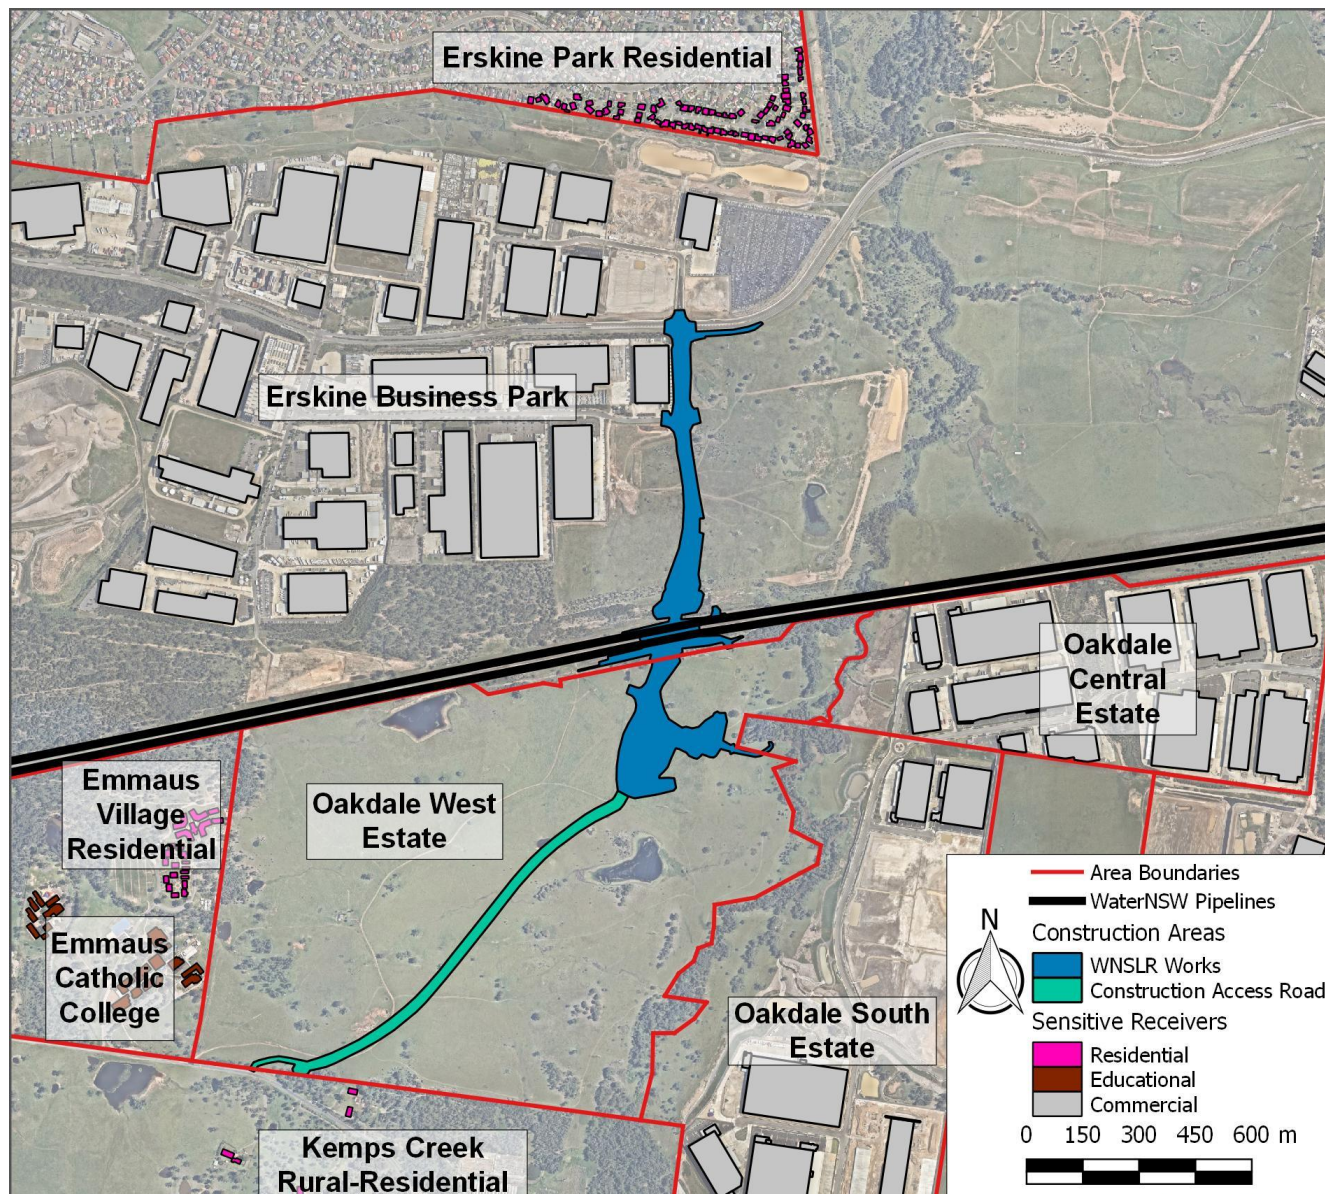 Erskine Park Residential
Erskine Business Park
Oakdale
Central
Estate
Emmaus
Village
Residential
Oakdale West
Estate
Emmaus
Catholic
College
Oakdale South
Estate
Kemps Creek
Rural-Residential
Area Boundaries
WaterNSW Pipelines
N
Construction Areas
WNSLR Works
Construction Access Road
Sensitive Receivers
Residential
Educational
Commercial
0 150 300 450 600 m